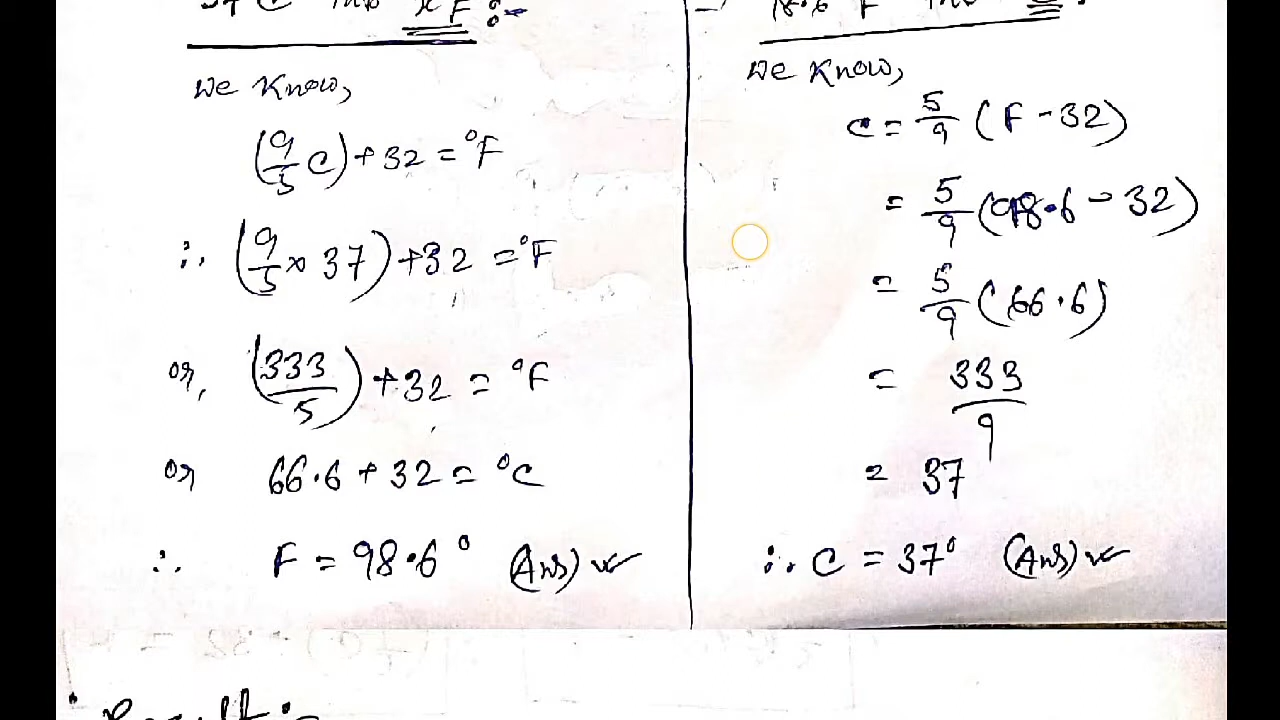 We know,
(9/5 C) + 32 = °F
∴ (9/5 × 37) + 32 = °F
or, (333/5) + 32 = °F
or 66.6 + 32 = °C
∴ F = 98.6° (Ans) ✓
We know,
C = 5/9 (F - 32)
= 5/9 (98.6 - 32)
= 5/9 (66.6)
= 333/9
= 37
∴ C = 37° (Ans) ✓